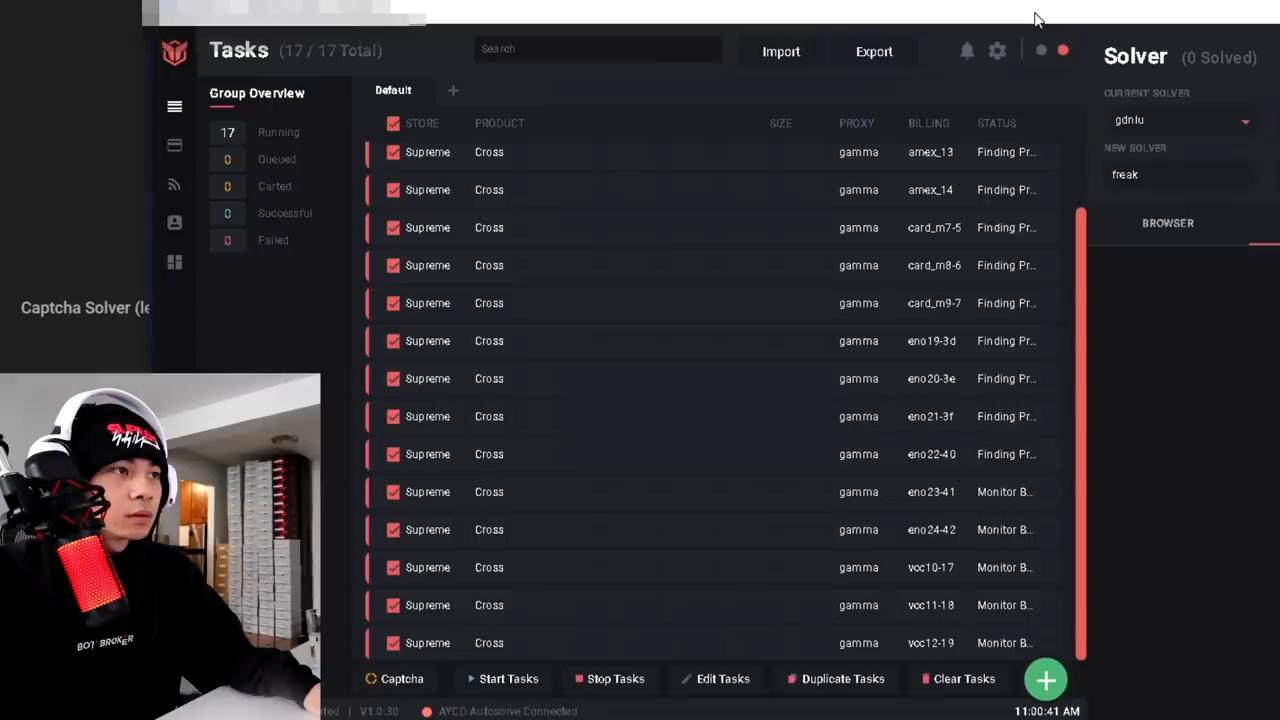 Tasks (17 / 17 Total)
Search
Import
Export
Solver (0 Solved)
Group Overview
17 Running
0 Queued
0 Carted
0 Successful
0 Failed
Default +
STORE PRODUCT SIZE PROXY BILLING STATUS
Supreme Cross gamma amex_13 Finding Pr...
Supreme Cross gamma amex_14 Finding Pr...
Supreme Cross gamma card_m7-5 Finding Pr...
Supreme Cross gamma card_m8-6 Finding Pr...
Supreme Cross gamma card_m9-7 Finding Pr...
Supreme Cross gamma eno19-3d Finding Pr...
Supreme Cross gamma eno20-3e Finding Pr...
Supreme Cross gamma eno21-3f Finding Pr...
Supreme Cross gamma eno22-40 Finding Pr...
Supreme Cross gamma eno23-41 Monitor B...
Supreme Cross gamma eno24-42 Monitor B...
Supreme Cross gamma vcc10-17 Monitor B...
Supreme Cross gamma vcc11-18 Monitor B...
Supreme Cross gamma vcc12-19 Monitor B...
CURRENT SOLVER
gdnlu
NEW SOLVER
freak
BROWSER
Captcha Solver (le
BOT BROKER
Captcha
Start Tasks
Stop Tasks
Edit Tasks
Duplicate Tasks
Clear Tasks
+
V1.0.30
AYCD Autosolve Connected
11:00:41 AM